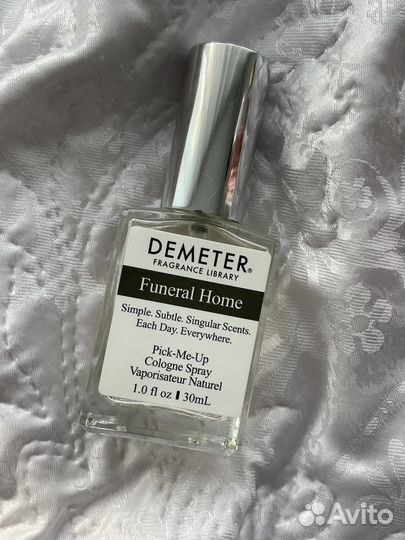 DEMETER®
FRAGRANCE LIBRARY
Funeral Home
Simple. Subtle. Singular Scents.
Each Day. Everywhere.
Pick-Me-Up
Cologne Spray
Vaporisateur Naturel
1.0 fl oz ▮ 30mL
Avito